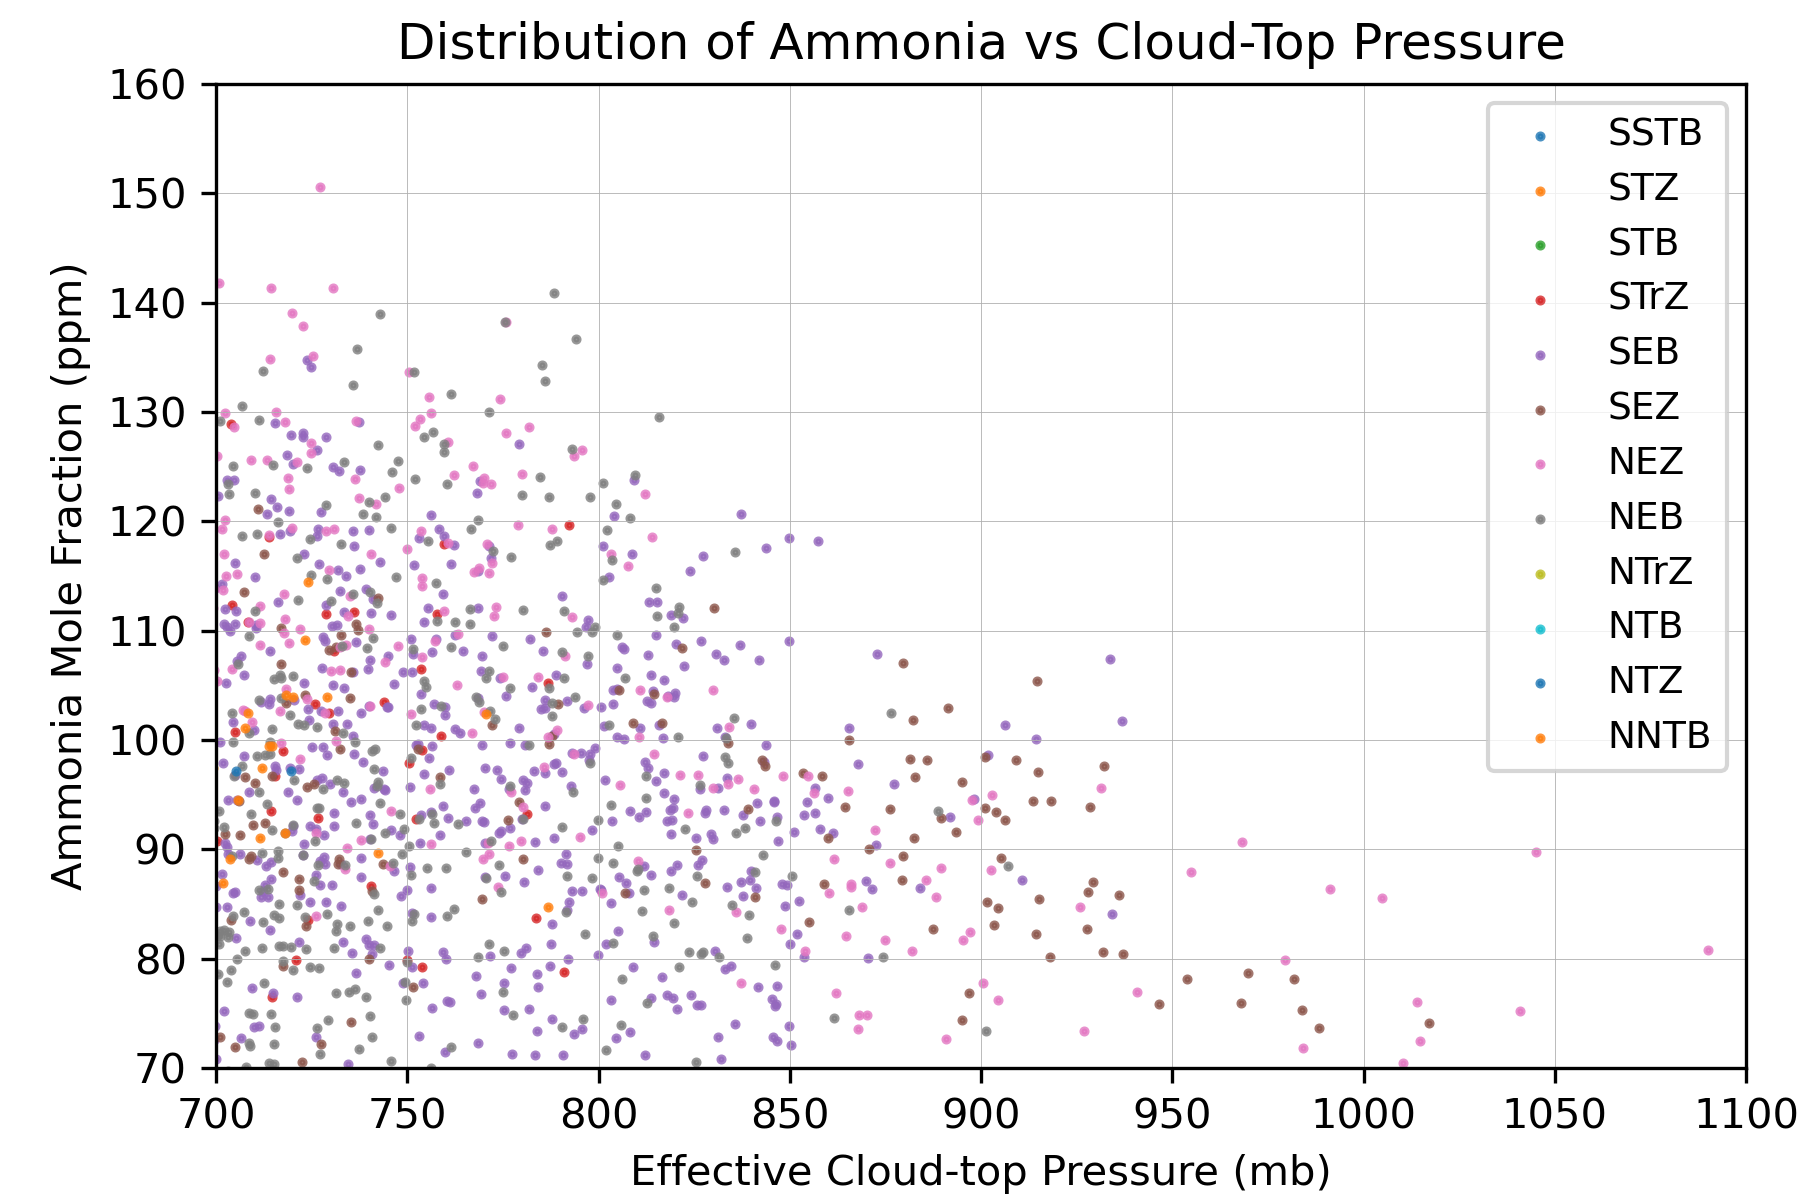 Distribution of Ammonia vs Cloud-Top Pressure
160
150
140
130
120
110
100
90
80
70
Ammonia Mole Fraction (ppm)
SSTB
STZ
STB
STrZ
SEB
SEZ
NEZ
NEB
NTrZ
NTB
NTZ
NNTB
700 750 800 850 900 950 1000 1050 1100
Effective Cloud-top Pressure (mb)